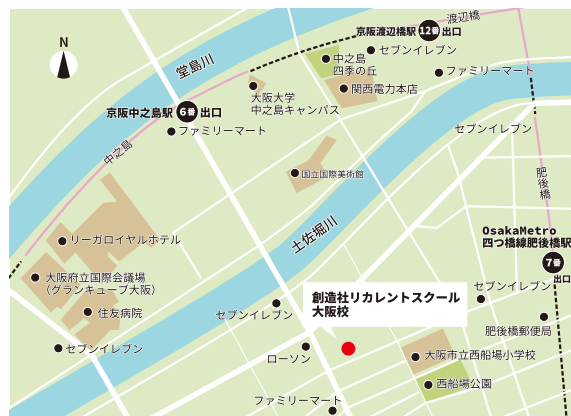 N
京阪渡辺橋駅 12番 出口
渡辺橋
堂島川
セブンイレブン
中之島
四季の丘
ファミリーマート
関西電力本店
大阪大学
中之島キャンパス
京阪中之島駅 6番 出口
ファミリーマート
セブンイレブン
中之島
国立国際美術館
肥後橋
土佐堀川
OsakaMetro
四つ橋線肥後橋駅
7番
出口
リーガロイヤルホテル
大阪府立国際会議場
（グランキューブ大阪）
セブンイレブン
創造社リカレントスクール
大阪校
住友病院
セブンイレブン
肥後橋郵便局
セブンイレブン
ローソン
大阪市立西船場小学校
西船場公園
ファミリーマート